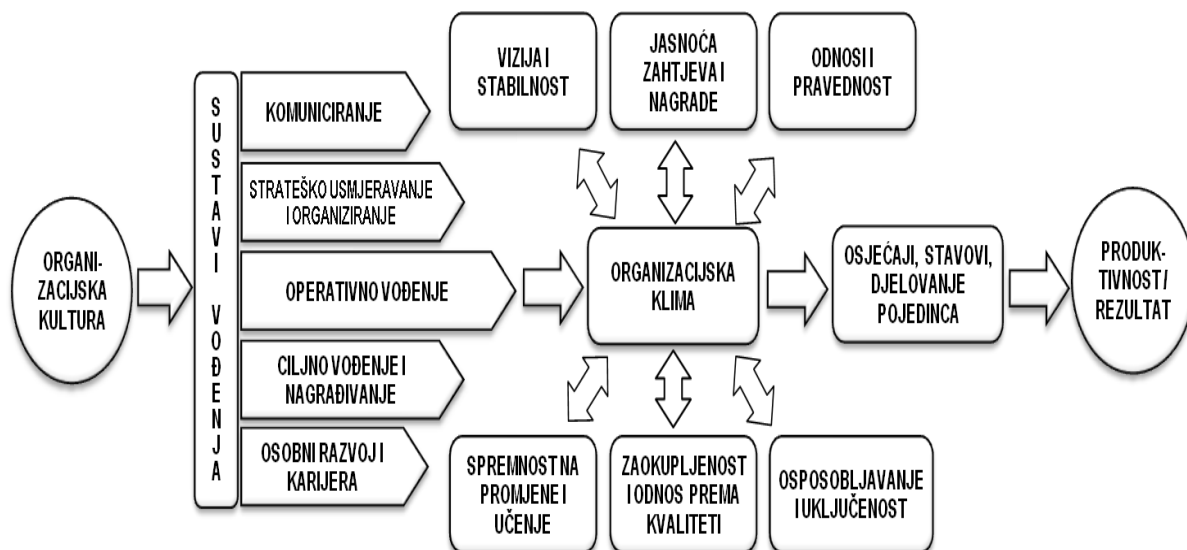 ORGANI-
ZACIJSKA
KULTURA
SUSTAVI VOĐENJA
KOMUNICIRANJE
STRATEŠKO USMJERAVANJE
I ORGANIZIRANJE
OPERATIVNO VOĐENJE
CILJNO VOĐENJE I
NAGRAĐIVANJE
OSOBNI RAZVOJ I
KARIJERA
VIZIJA I
STABILNOST
JASNOĆA
ZAHTJEVA I
NAGRADE
ODNOSI I
PRAVEDNOST
ORGANIZACIJSKA
KLIMA
SPREMNOST NA
PROMJENE I
UČENJE
ZAOKUPLJENOST
I ODNOS PREMA
KVALITETI
OSPOSOBLJAVANJE
I UKLJUČENOST
OSJEĆAJI, STAVOVI,
DJELOVANJE
POJEDINCA
PRODUK-
TIVNOST/
REZULTAT